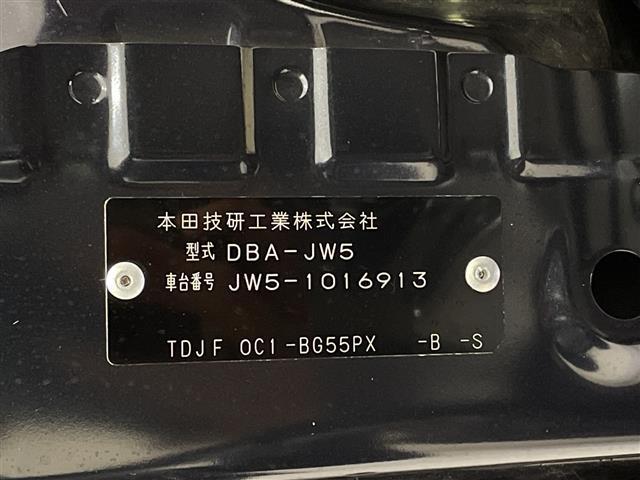 本田技研工業株式会社
型式 DBA-JW5
車台番号 JW5-1016913
TDJF 0C1-BG55PX -B -S